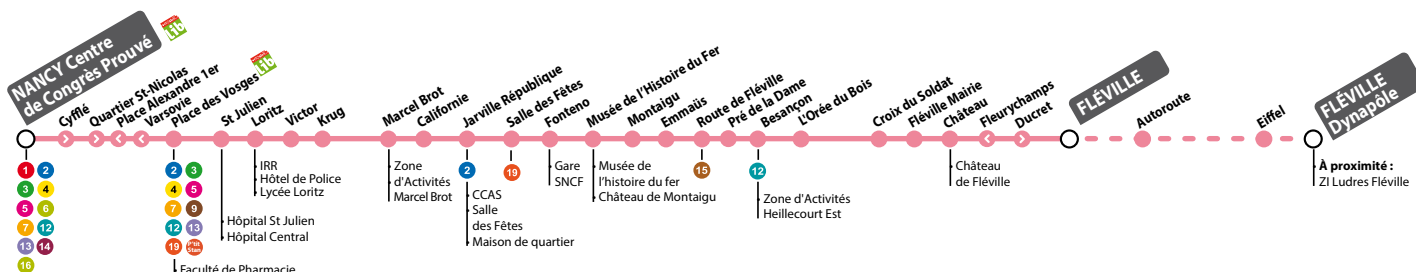 NANCY Centre
de Congrès Prouvé
Lib
Cyfflé
Quartier St-Nicolas
Place Alexandre 1er
Varsovie
Place des Vosges
Lib
St Julien
Loritz
Victor
Krug
Marcel Brot
Californie
Jarville République
Salle des Fêtes
Fonteno
Musée de l'Histoire du Fer
Montaigu
Emmaüs
Route de Fléville
Pré de la Dame
Besançon
L'Orée du Bois
Croix du Soldat
Fléville Mairie
Château
Fleurychamps
Ducret
FLÉVILLE
Autoroute
Eiffel
FLÉVILLE
Dynapôle
1 2
3 4
5 6
7 12
13 14
16
2 3
4 5
7 9
12 13
19 P'tit Stan
Faculté de Pharmacie
Hôpital St Julien
Hôpital Central
IRR
Hôtel de Police
Lycée Loritz
Zone
d'Activités
Marcel Brot
2
CCAS
Salle
des Fêtes
Maison de quartier
19
Gare
SNCF
Musée de
l'histoire du fer
Château de Montaigu
15
12
Zone d'Activités
Heillecourt Est
Château
de Fléville
À proximité :
ZI Ludres Fléville